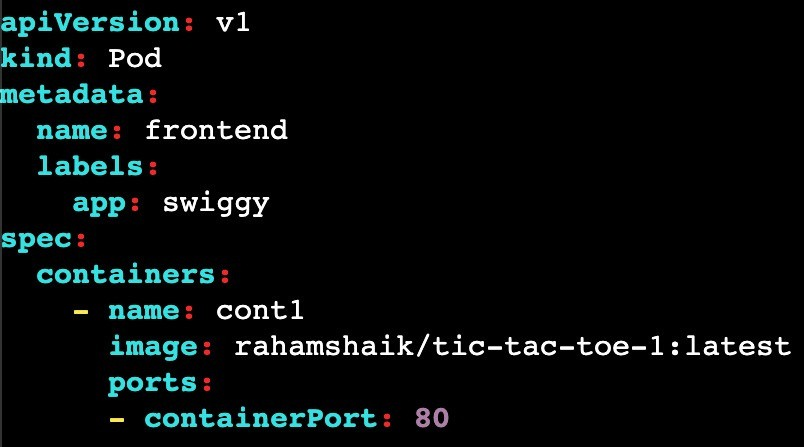 apiVersion: v1
kind: Pod
metadata:
  name: frontend
  labels:
    app: swiggy
spec:
  containers:
    - name: cont1
      image: rahamshaik/tic-tac-toe-1:latest
      ports:
      - containerPort: 80